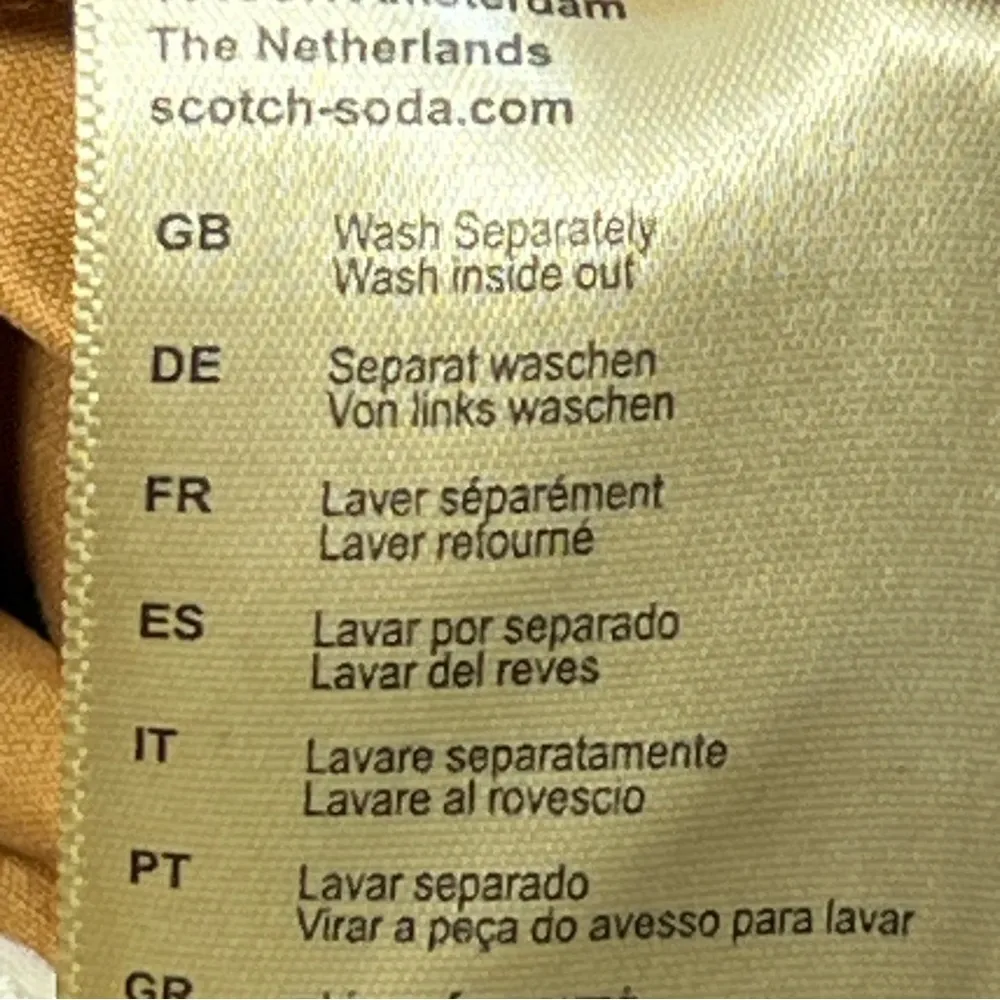 Amsterdam
The Netherlands
scotch-soda.com
GB Wash Separately
Wash inside out
DE Separat waschen
Von links waschen
FR Laver séparément
Laver retourné
ES Lavar por separado
Lavar del reves
IT Lavare separatamente
Lavare al rovescio
PT Lavar separado
Virar a peça do avesso para lavar
GR